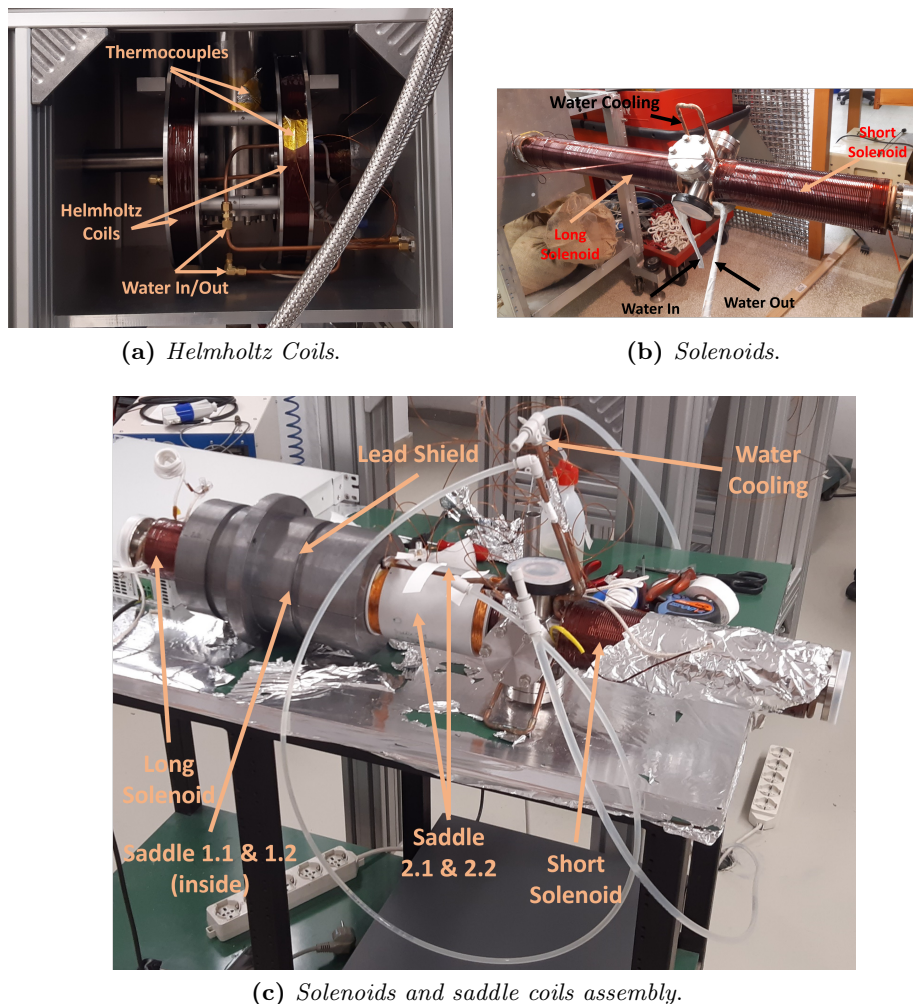 Thermocouples
Helmholtz
Coils
Water In/Out
(a) Helmholtz Coils.
Water Cooling
Short
Solenoid
Long
Solenoid
Water In
Water Out
(b) Solenoids.
Lead Shield
Water
Cooling
Long
Solenoid
Saddle 1.1 & 1.2
(inside)
Saddle
2.1 & 2.2
Short
Solenoid
(c) Solenoids and saddle coils assembly.